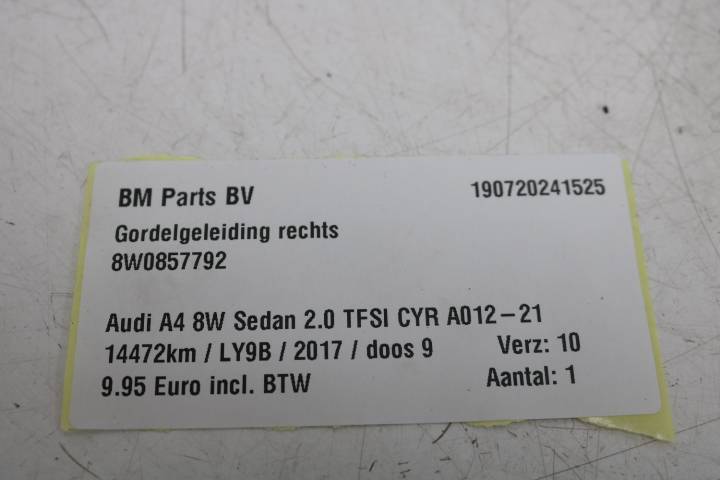 BM Parts BV 190720241525
Gordelgeleiding rechts
8W0857792
Audi A4 8W Sedan 2.0 TFSI CYR A012-21
14472km / LY9B / 2017 / doos 9 Verz: 10
9.95 Euro incl. BTW Aantal: 1